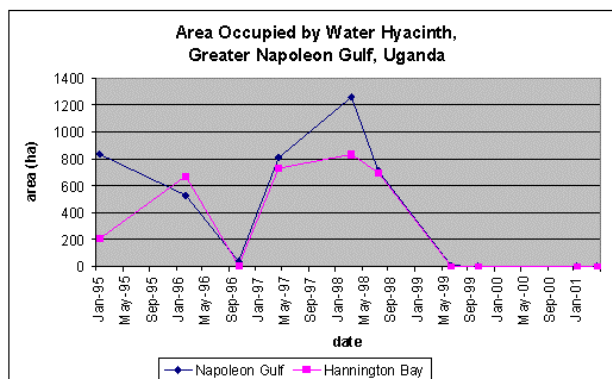 Area Occupied by Water Hyacinth,
Greater Napoleon Gulf, Uganda
area (ha)
1400
1200
1000
800
600
400
200
0
Jan-95
May-95
Sep-95
Jan-96
May-96
Sep-96
Jan-97
May-97
Sep-97
Jan-98
May-98
Sep-98
Jan-99
May-99
Sep-99
Jan-00
May-00
Sep-00
Jan-01
date
Napoleon Gulf
Hannington Bay